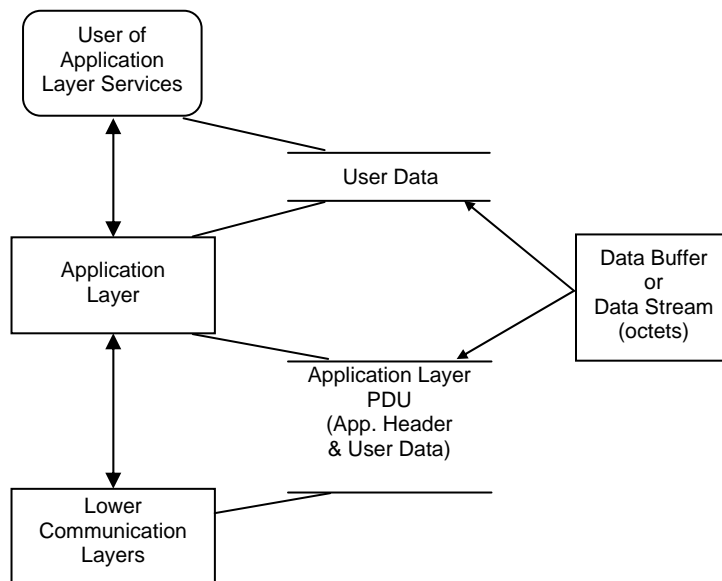 User of
Application
Layer Services
User Data
Application
Layer
Data Buffer
or
Data Stream
(octets)
Application Layer
PDU
(App. Header
& User Data)
Lower
Communication
Layers